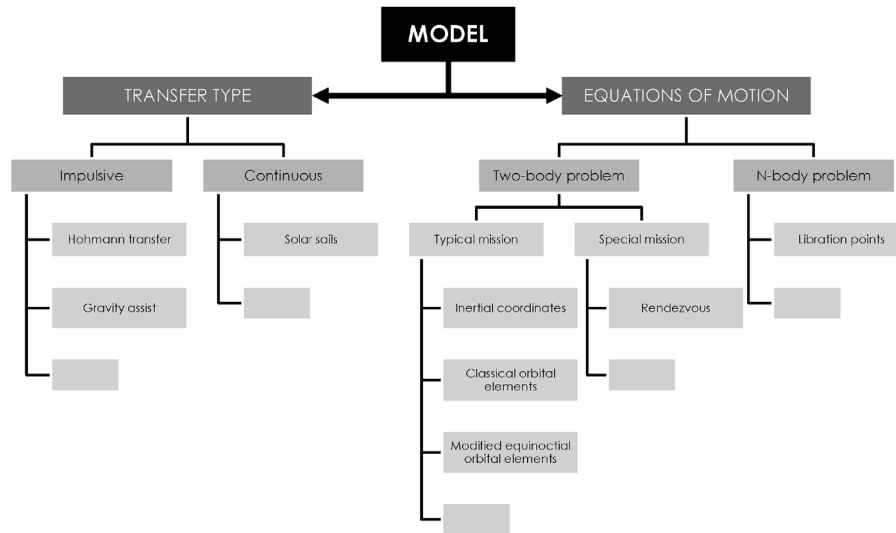 MODEL
TRANSFER TYPE
EQUATIONS OF MOTION
Impulsive
Continuous
Two-body problem
N-body problem
Hohmann transfer
Solar sails
Typical mission
Special mission
Libration points
Gravity assist
Inertial coordinates
Rendezvous
Classical orbital
elements
Modified equinoctial
orbital elements